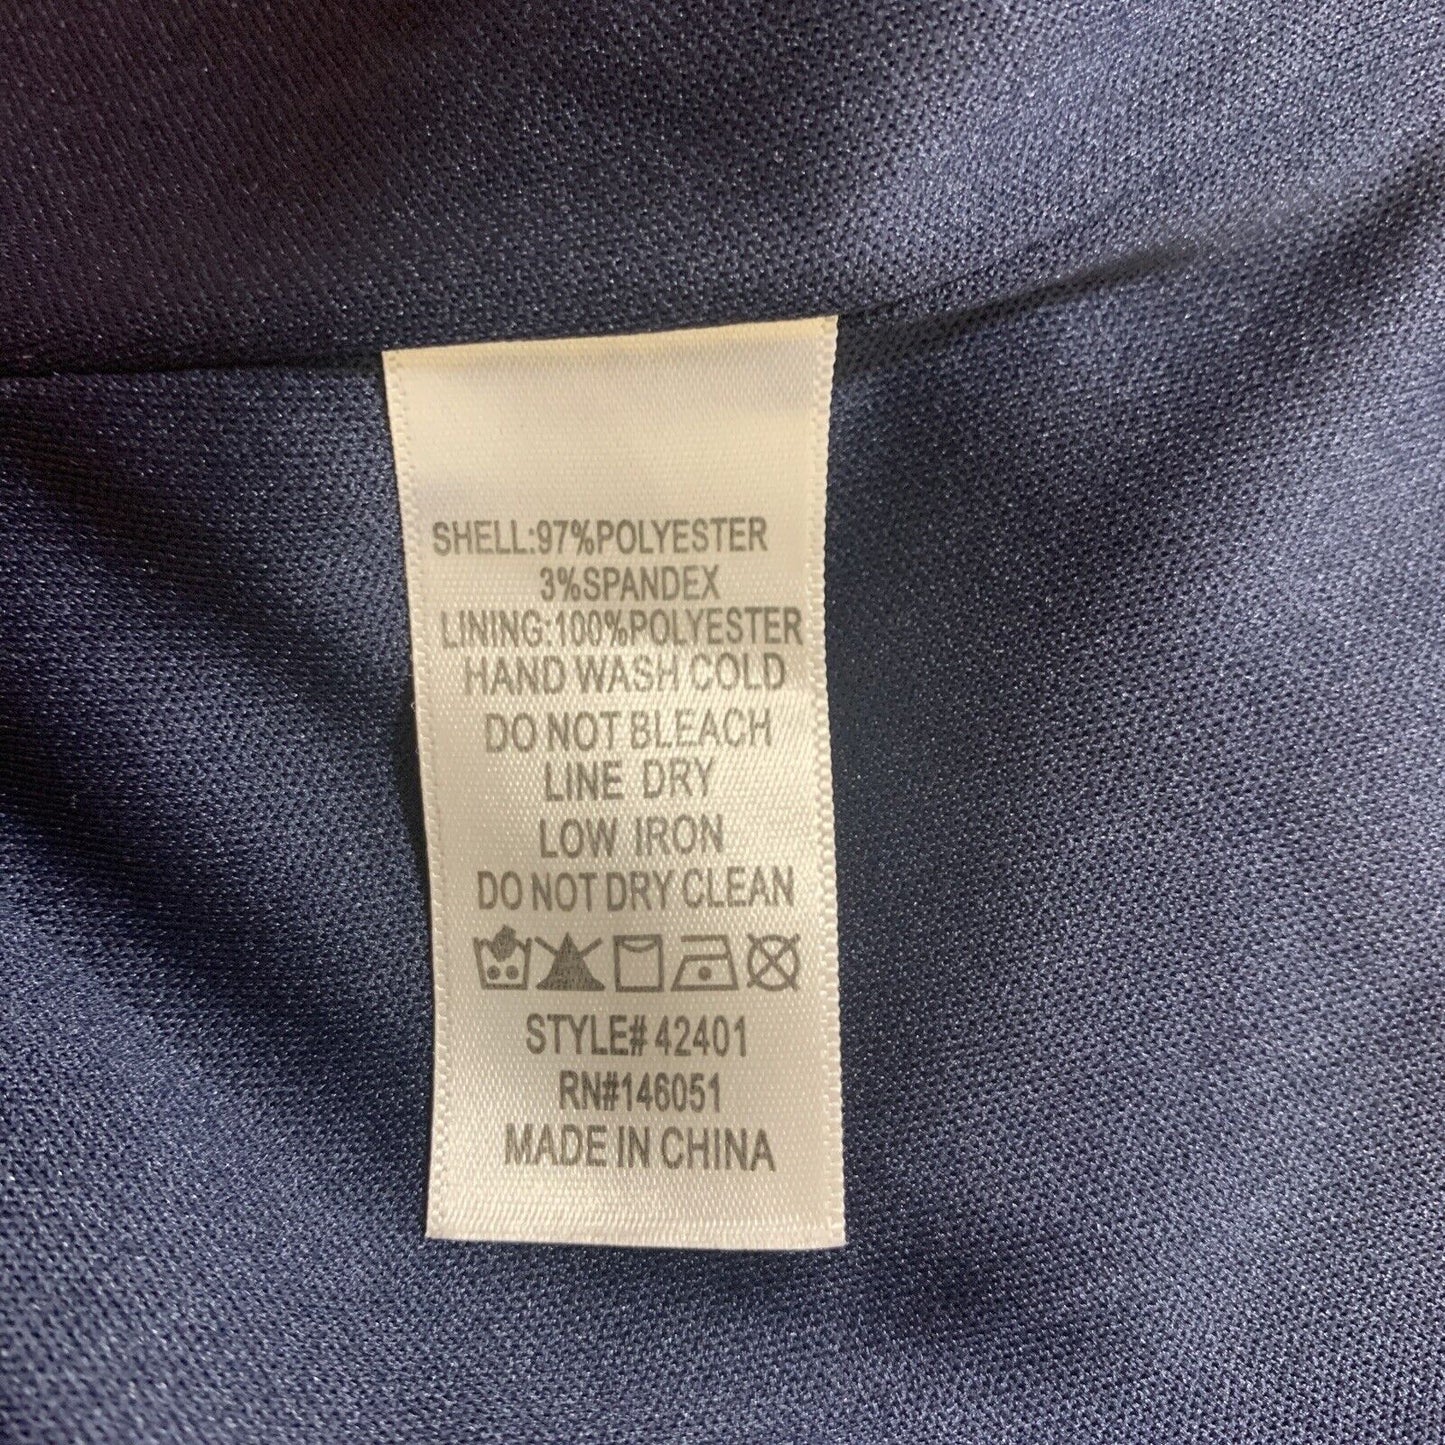 SHELL:97%POLYESTER
3%SPANDEX
LINING:100%POLYESTER
HAND WASH COLD
DO NOT BLEACH
LINE DRY
LOW IRON
DO NOT DRY CLEAN
STYLE# 42401
RN#146051
MADE IN CHINA